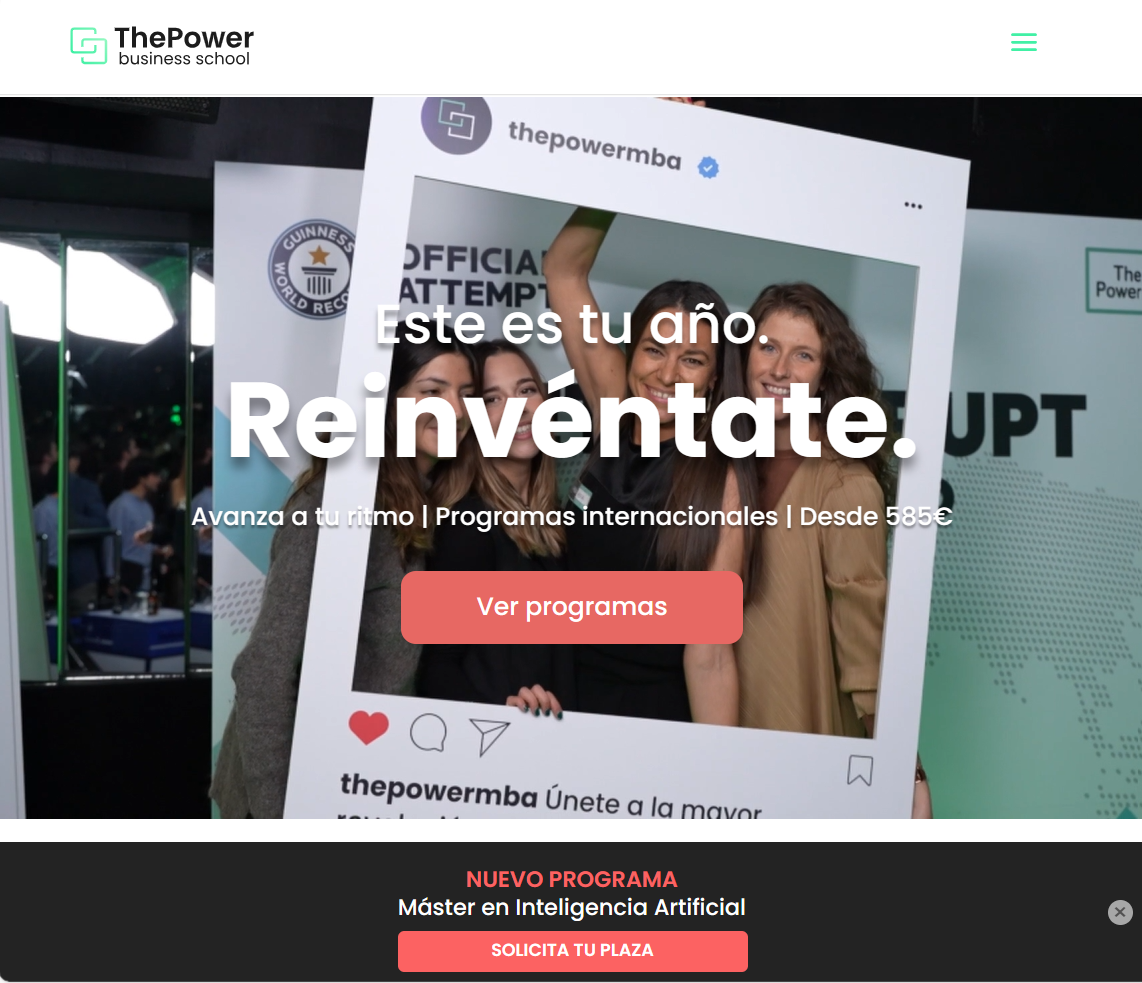 ThePower
business school
thepowermba
GUINNESS
WORLD RECO
OFFICIAL
ATTEMPT
The
Power
Este es tu año.
Reinvéntate.
UPT
Avanza a tu ritmo | Programas internacionales | Desde 585€
Ver programas
thepowermba Únete a la mayor
NUEVO PROGRAMA
Máster en Inteligencia Artificial
SOLICITA TU PLAZA